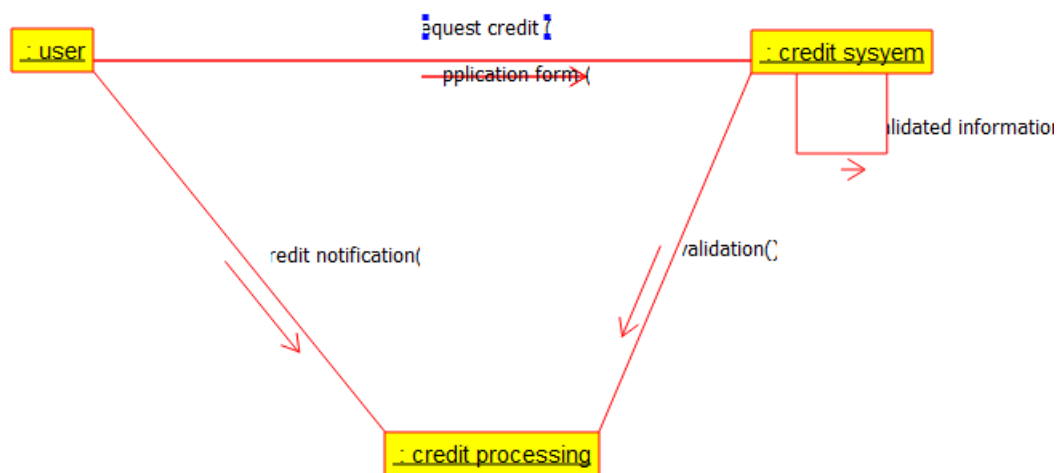 equest credit (
: user
: credit sysyem
pplication form (
alidated information
redit notification(
validation()
: credit processing